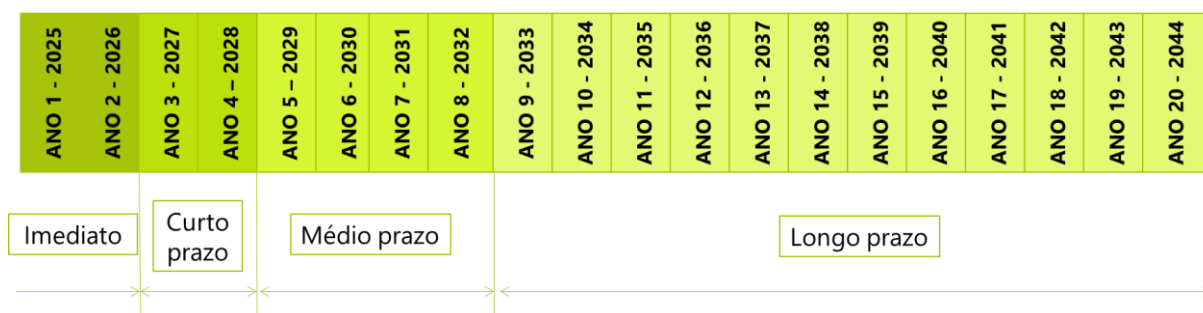 ANO 1 - 2025
ANO 2 - 2026
ANO 3 - 2027
ANO 4 – 2028
ANO 5 – 2029
ANO 6 - 2030
ANO 7 - 2031
ANO 8 - 2032
ANO 9 - 2033
ANO 10 - 2034
ANO 11 - 2035
ANO 12 - 2036
ANO 13 - 2037
ANO 14 - 2038
ANO 15 - 2039
ANO 16 - 2040
ANO 17 - 2041
ANO 18 - 2042
ANO 19 - 2043
ANO 20 - 2044
Imediato
Curto
prazo
Médio prazo
Longo prazo